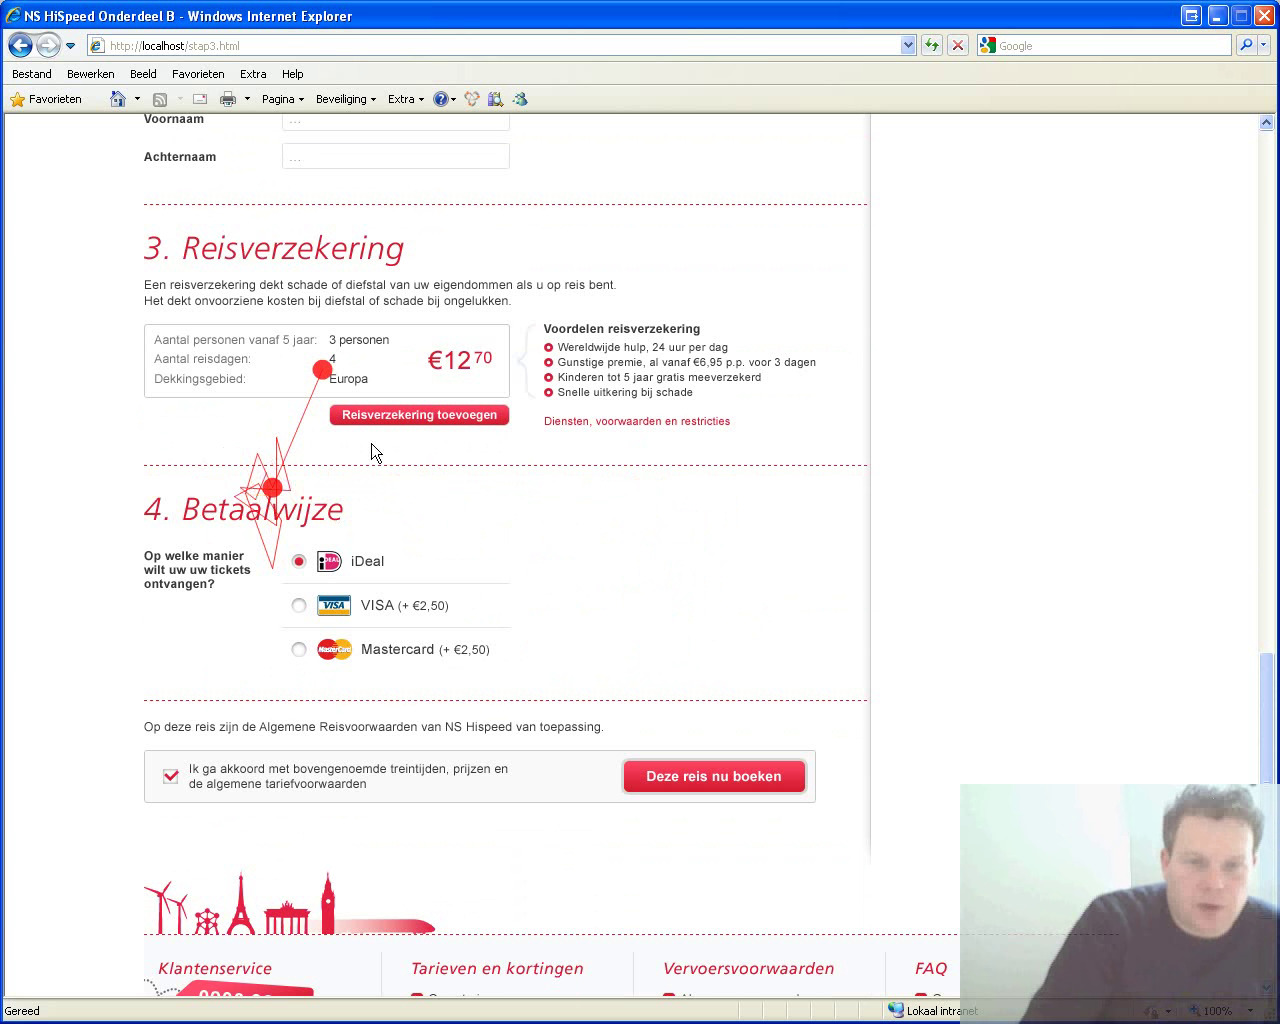 NS HiSpeed Onderdeel B - Windows Internet Explorer
http://localhost/stap3.html
Google
Bestand Bewerken Beeld Favorieten Extra Help
Favorieten Pagina Beveiliging Extra
Voornaam ...
Achternaam ...
3. Reisverzekering
Een reisverzekering dekt schade of diefstal van uw eigendommen als u op reis bent.
Het dekt onvoorziene kosten bij diefstal of schade bij ongelukken.
Aantal personen vanaf 5 jaar: 3 personen
Aantal reisdagen: 4
Dekkingsgebied: Europa
€12 70
Reisverzekering toevoegen
Voordelen reisverzekering
Wereldwijde hulp, 24 uur per dag
Gunstige premie, al vanaf €6,95 p.p. voor 3 dagen
Kinderen tot 5 jaar gratis meeverzekerd
Snelle uitkering bij schade
Diensten, voorwaarden en restricties
4. Betaalwijze
Op welke manier
wilt uw uw tickets
ontvangen?
iDEAL iDeal
VISA VISA (+ €2,50)
MasterCard Mastercard (+ €2,50)
Op deze reis zijn de Algemene Reisvoorwaarden van NS Hispeed van toepassing.
Ik ga akkoord met bovengenoemde treintijden, prijzen en
de algemene tariefvoorwaarden
Deze reis nu boeken
Klantenservice Tarieven en kortingen Vervoersvoorwaarden FAQ
Gereed Lokaal intranet 100%